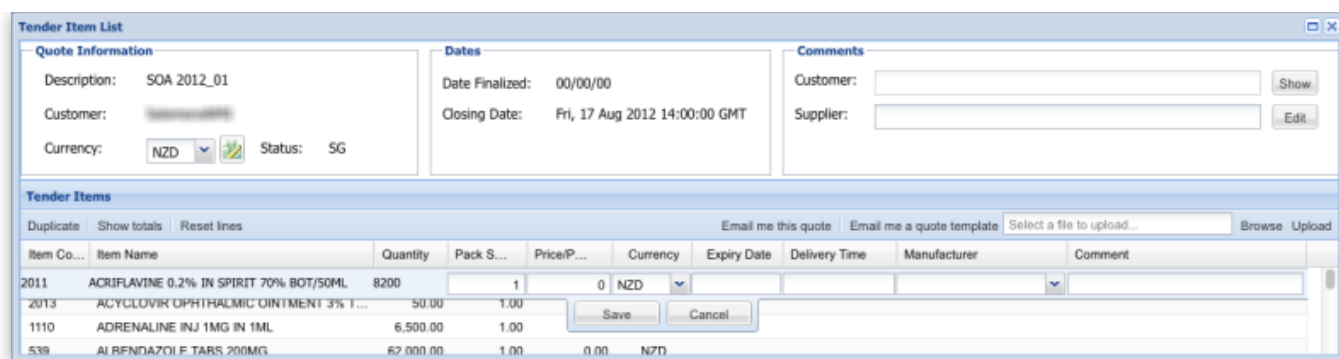 Tender Item List
Quote Information
Description: SOA 2012_01
Customer:
Currency: NZD Status: SG
Dates
Date Finalized: 00/00/00
Closing Date: Fri, 17 Aug 2012 14:00:00 GMT
Comments
Customer: Show
Supplier: Edit
Tender Items
Duplicate Show totals Reset lines Email me this quote Email me a quote template Select a file to upload... Browse Upload
Item Co... Item Name Quantity Pack S... Price/P... Currency Expiry Date Delivery Time Manufacturer Comment
2011 ACRIFLAVINE 0.2% IN SPIRIT 70% BOT/50ML 8200 1 0 NZD
2013 ACYCLOVIR OPHTHALMIC OINTMENT 3% T... 50.00 1.00
Save Cancel
1110 ADRENALINE INJ 1MG IN 1ML 6,500.00 1.00
539 ALBENDAZOLE TABS 200MG 62,000.00 1.00 0.00 NZD